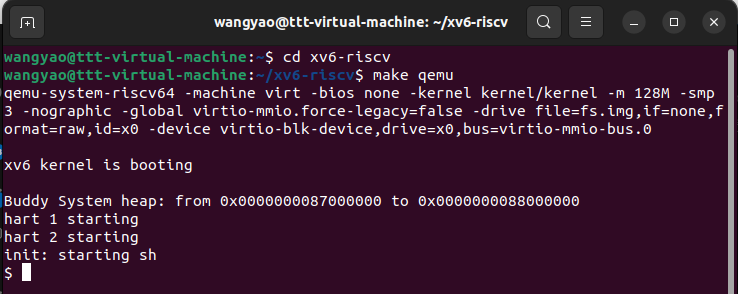 wangyao@ttt-virtual-machine: ~/xv6-riscv
wangyao@ttt-virtual-machine:~$ cd xv6-riscv
wangyao@ttt-virtual-machine:~/xv6-riscv$ make qemu
qemu-system-riscv64 -machine virt -bios none -kernel kernel/kernel -m 128M -smp
3 -nographic -global virtio-mmio.force-legacy=false -drive file=fs.img,if=none,f
ormat=raw,id=x0 -device virtio-blk-device,drive=x0,bus=virtio-mmio-bus.0
xv6 kernel is booting
Buddy System heap: from 0x0000000087000000 to 0x0000000088000000
hart 1 starting
hart 2 starting
init: starting sh
$